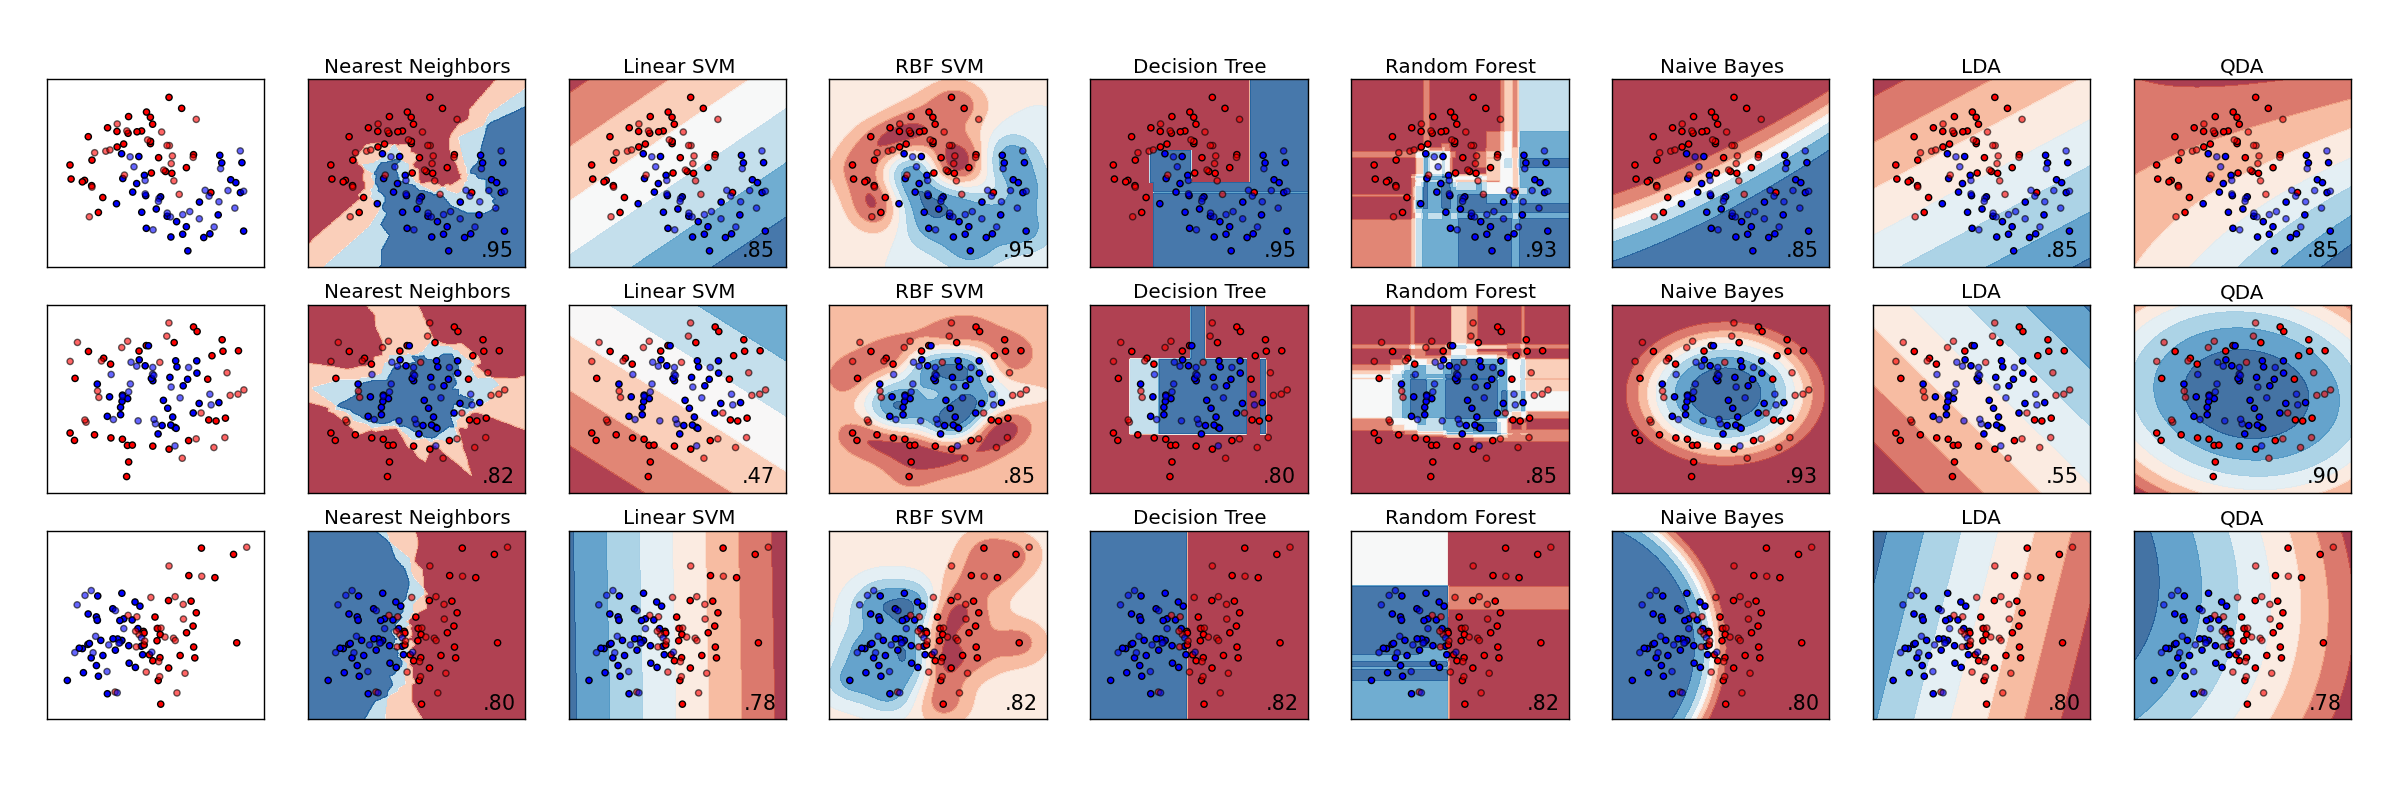 Nearest Neighbors Linear SVM RBF SVM Decision Tree Random Forest Naive Bayes LDA QDA
.95 .85 .95 .95 .93 .85 .85 .85
Nearest Neighbors Linear SVM RBF SVM Decision Tree Random Forest Naive Bayes LDA QDA
.82 .47 .85 .80 .85 .93 .55 .90
Nearest Neighbors Linear SVM RBF SVM Decision Tree Random Forest Naive Bayes LDA QDA
.80 .78 .82 .82 .82 .80 .80 .78